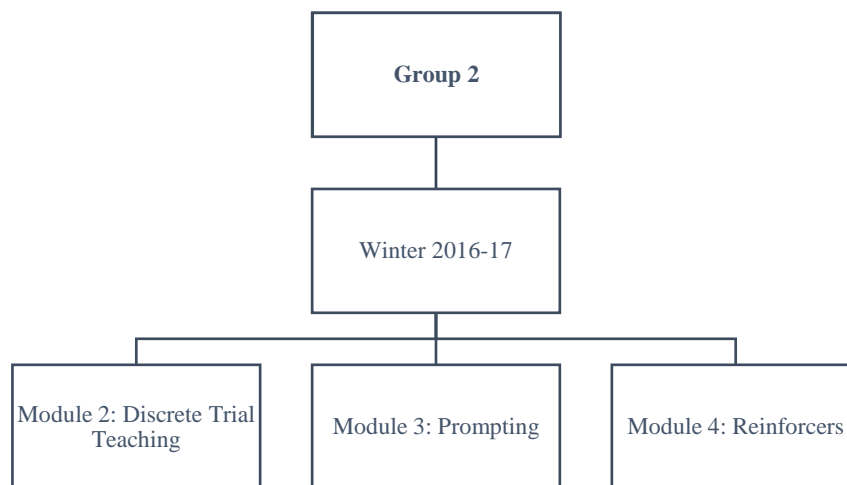 Group 2
Winter 2016-17
Module 2: Discrete Trial
Teaching
Module 3: Prompting
Module 4: Reinforcers